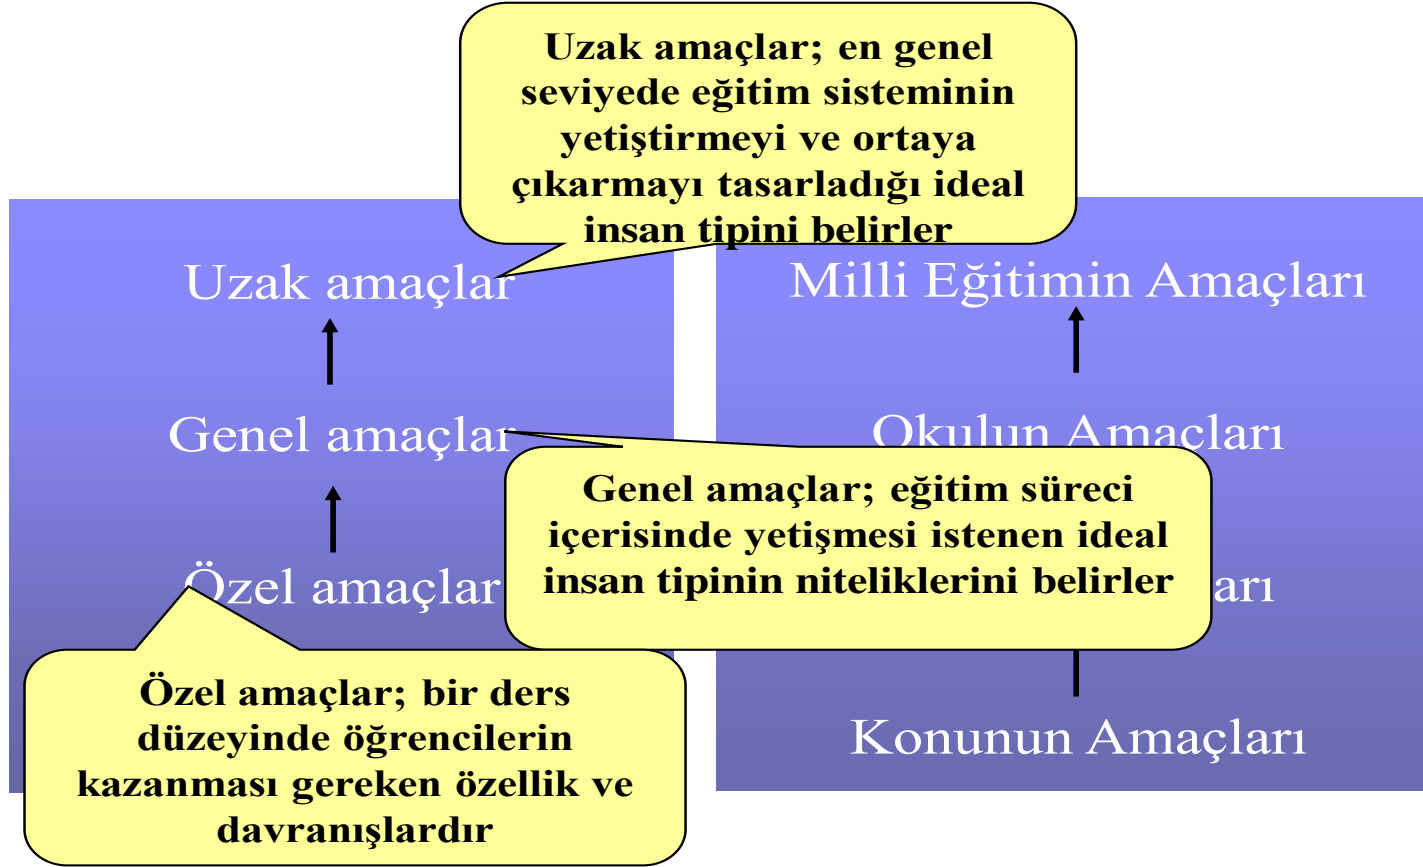 Uzak amaçlar; en genel
seviyede eğitim sisteminin
yetiştirmeyi ve ortaya
çıkarmayı tasarladığı ideal
insan tipini belirler
Uzak amaçlar
Genel amaçlar
Özel amaçlar
Özel amaçlar; bir ders
düzeyinde öğrencilerin
kazanması gereken özellik ve
davranışlardır
Milli Eğitimin Amaçları
Okulun Amaçları
Genel amaçlar; eğitim süreci
içerisinde yetişmesi istenen ideal
insan tipinin niteliklerini belirler
Konunun Amaçları